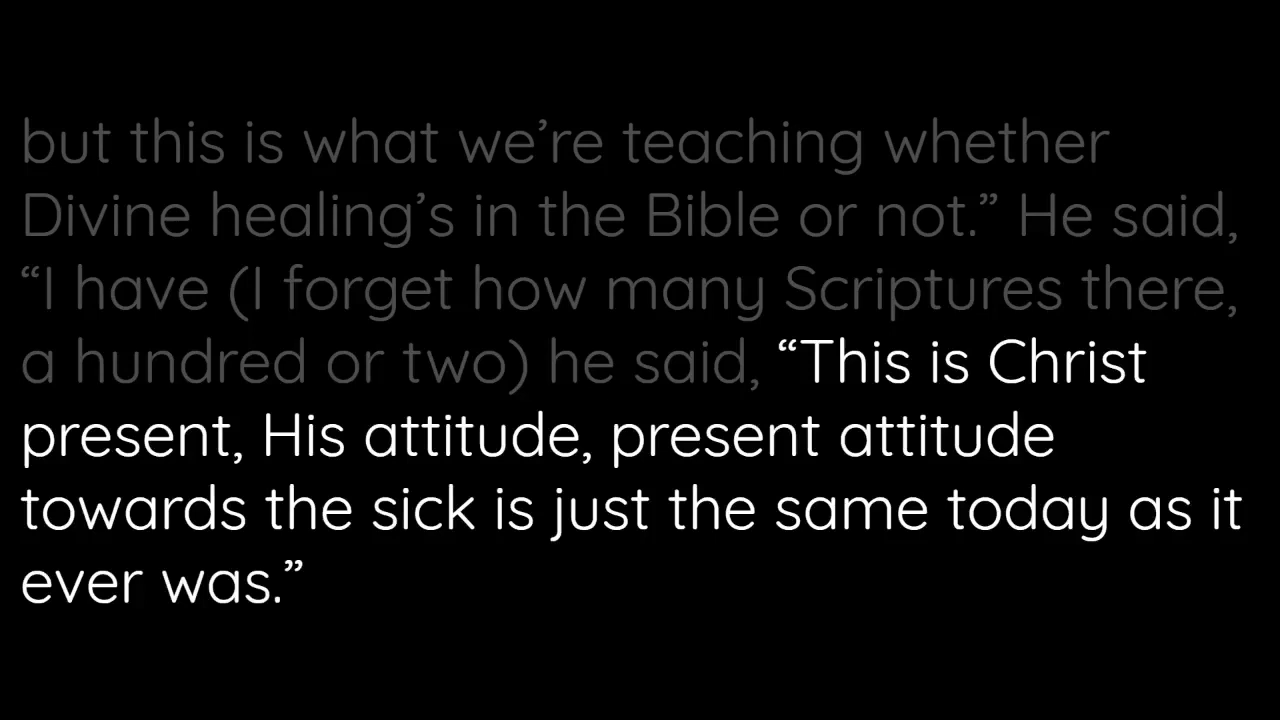 but this is what we’re teaching whether
Divine healing’s in the Bible or not.” He said,
“I have (I forget how many Scriptures there,
a hundred or two) he said, “This is Christ
present, His attitude, present attitude
towards the sick is just the same today as it
ever was.”